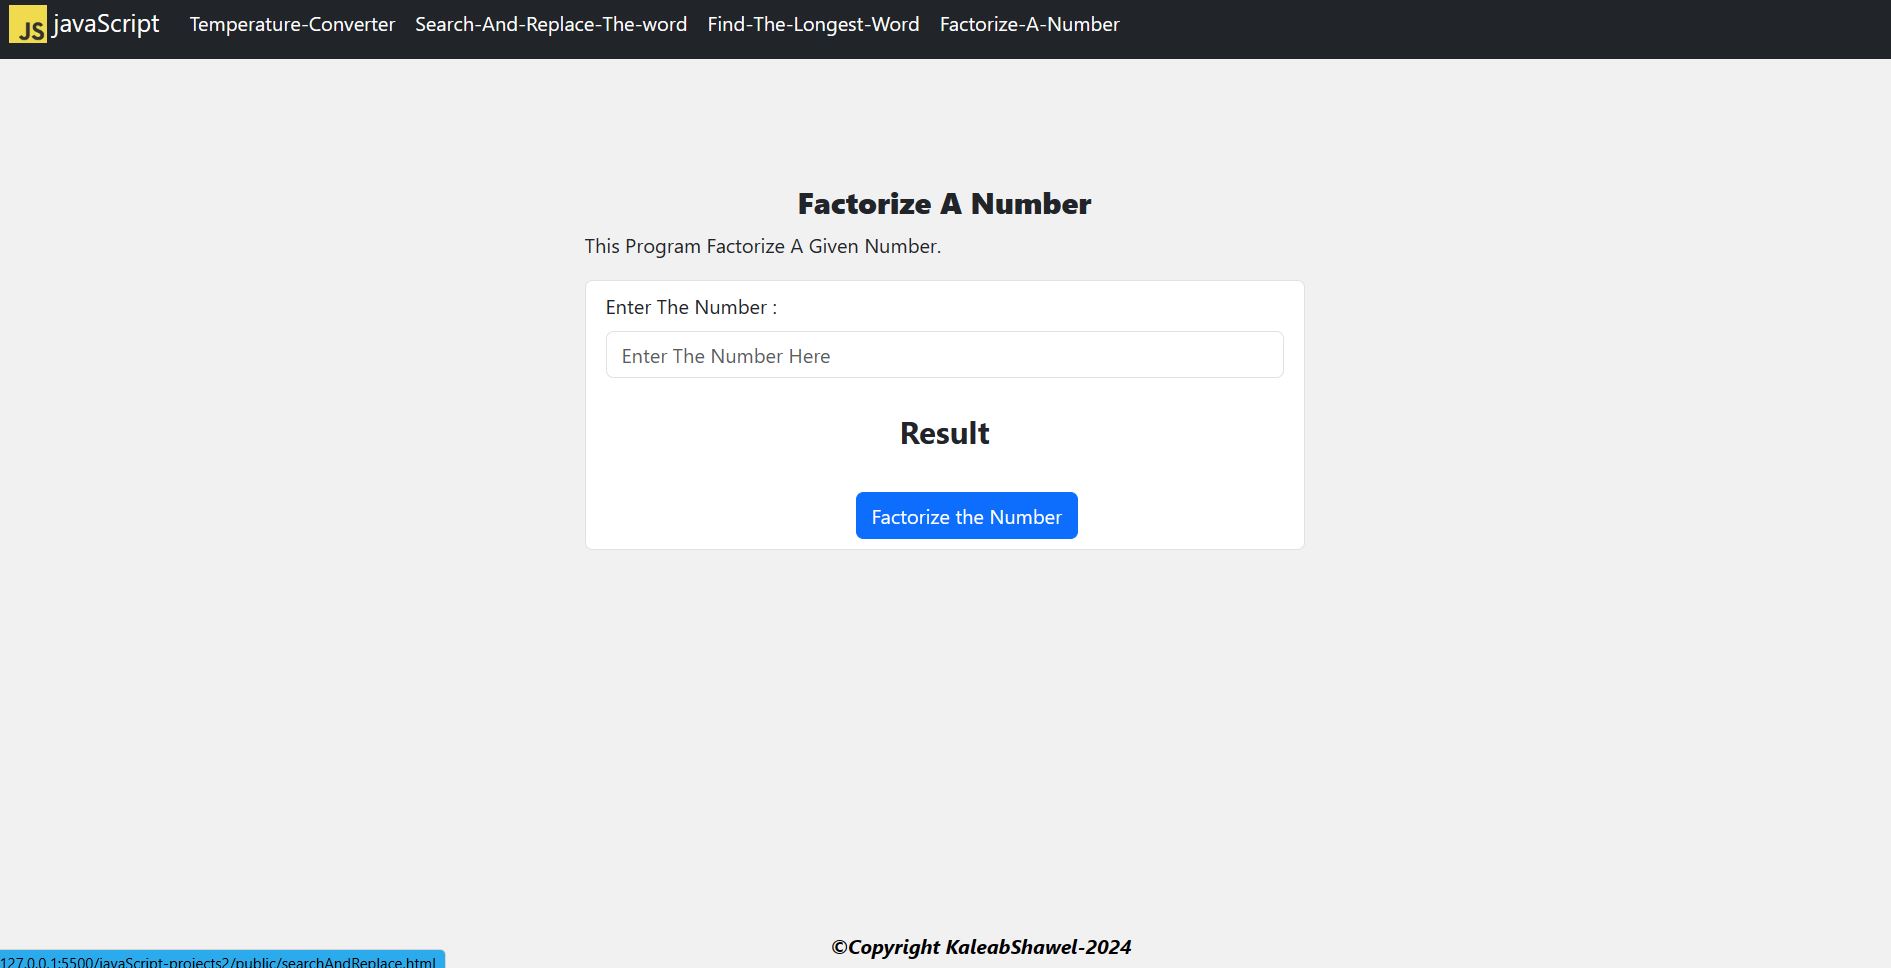 JS javaScript Temperature-Converter Search-And-Replace-The-word Find-The-Longest-Word Factorize-A-Number
Factorize A Number
This Program Factorize A Given Number.
Enter The Number :
Enter The Number Here
Result
Factorize the Number
©Copyright KaleabShawel-2024
127.0.0.1:5500/javaScript-projects2/public/searchAndReplace.html